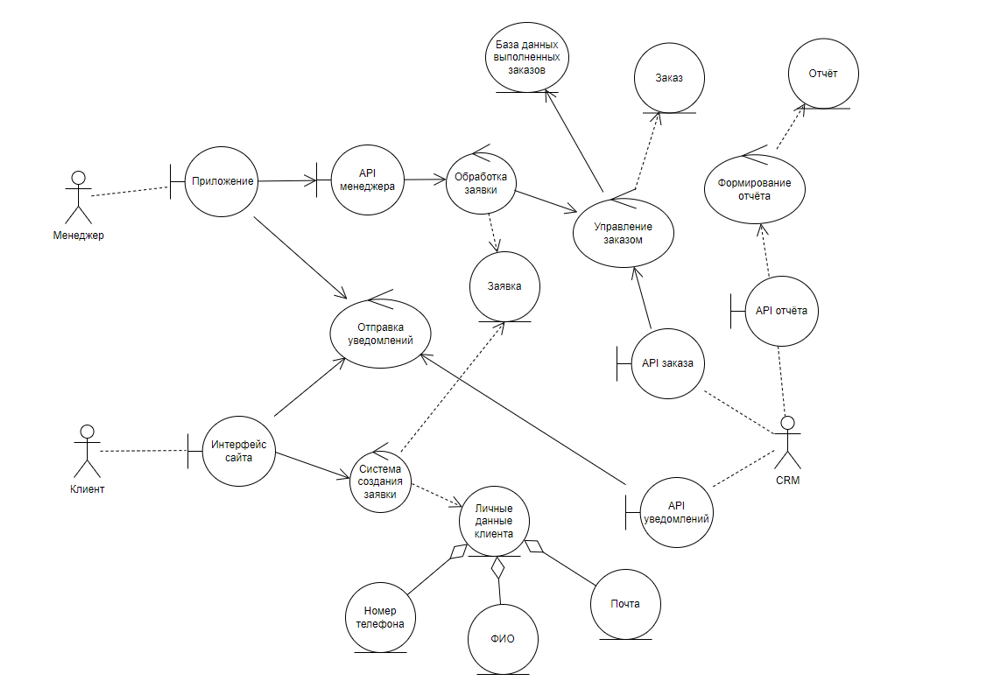 База данных
выполненных
заказов
Заказ
Отчёт
Приложение
API
менеджера
Обработка
заявки
Формирование
отчёта
Менеджер
Управление
заказом
Заявка
API отчёта
Отправка
уведомлений
API заказа
Интерфейс
сайта
Клиент
Система
создания
заявки
CRM
Личные
данные
клиента
API
уведомлений
Номер
телефона
ФИО
Почта